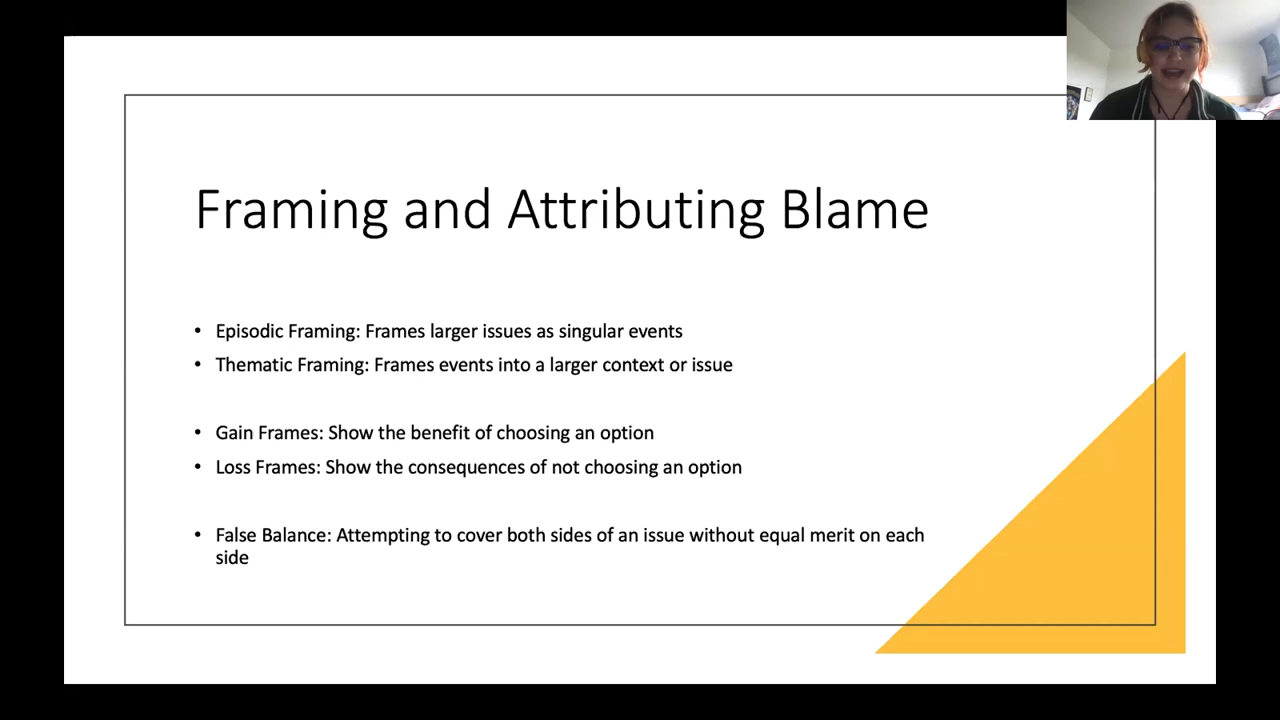 Framing and Attributing Blame
• Episodic Framing: Frames larger issues as singular events
• Thematic Framing: Frames events into a larger context or issue
• Gain Frames: Show the benefit of choosing an option
• Loss Frames: Show the consequences of not choosing an option
• False Balance: Attempting to cover both sides of an issue without equal merit on each
side